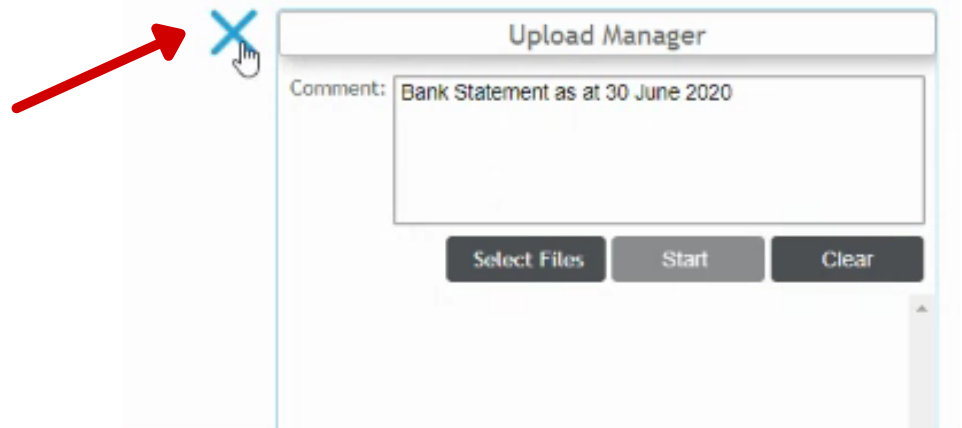 Upload Manager
Comment: Bank Statement as at 30 June 2020
Select Files Start Clear